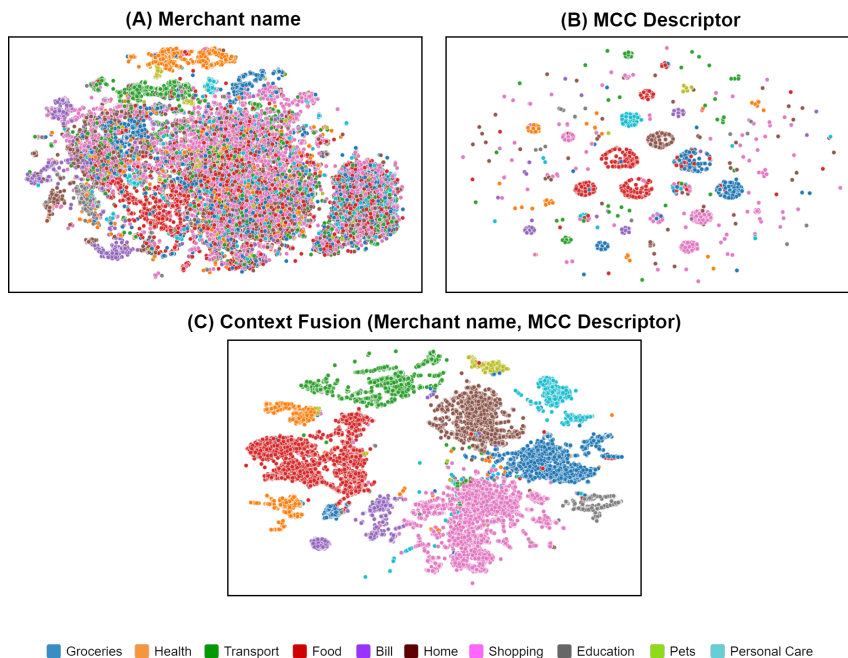 (A) Merchant name
(B) MCC Descriptor
(C) Context Fusion (Merchant name, MCC Descriptor)
Groceries Health Transport Food Bill Home Shopping Education Pets Personal Care